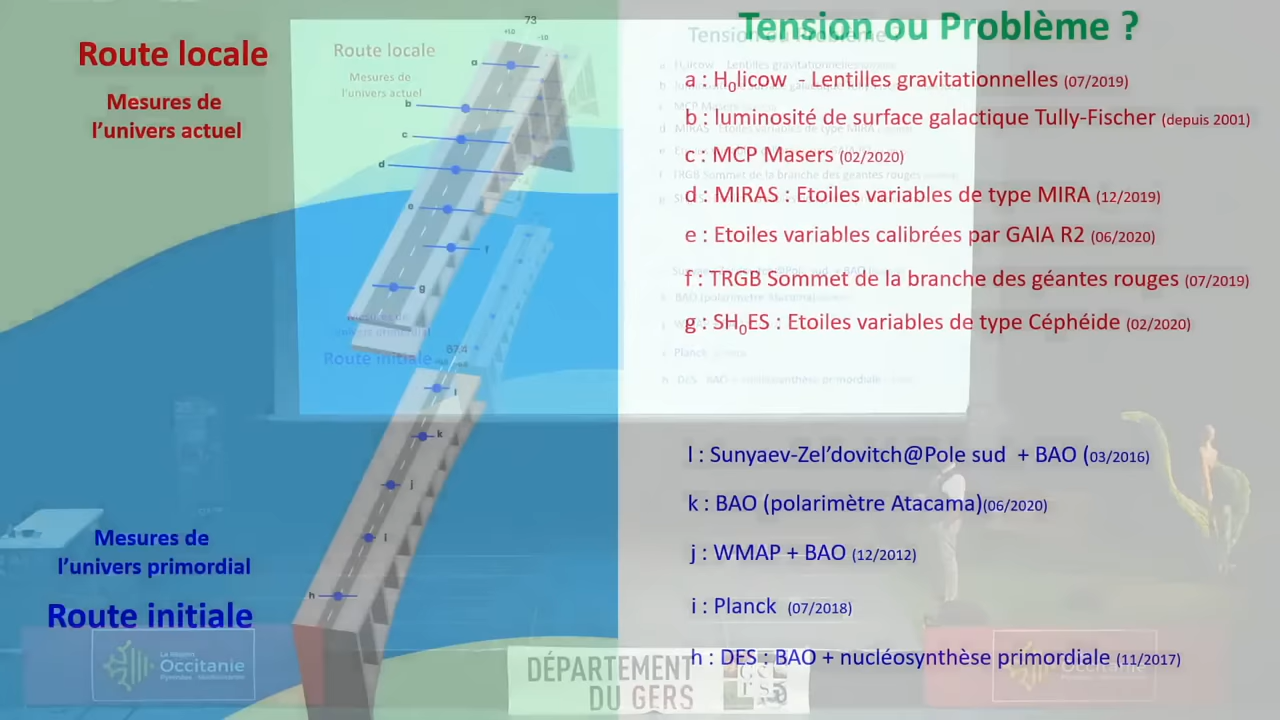 Tension ou Problème ?
Route locale
Mesures de
l’univers actuel
73
a
b
c
d
e
f
g
a : H0licow - Lentilles gravitationnelles (07/2019)
b : luminosité de surface galactique Tully-Fischer (depuis 2001)
c : MCP Masers (02/2020)
d : MIRAS : Etoiles variables de type MIRA (12/2019)
e : Etoiles variables calibrées par GAIA R2 (06/2020)
f : TRGB Sommet de la branche des géantes rouges (07/2019)
g : SH0ES : Etoiles variables de type Céphéide (02/2020)
Route locale
Mesures de
l’univers actuel
Route initiale
67.4
l
k
j
i
h
l : Sunyaev-Zel’dovitch@Pole sud + BAO (03/2016)
k : BAO (polarimètre Atacama)(06/2020)
j : WMAP + BAO (12/2012)
i : Planck (07/2018)
h : DES : BAO + nucléosynthèse primordiale (11/2017)
Mesures de
l’univers primordial
Route initiale
La Région
Occitanie
Pyrénées - Méditerranée
DÉPARTEMENT
DU GERS
Occitanie